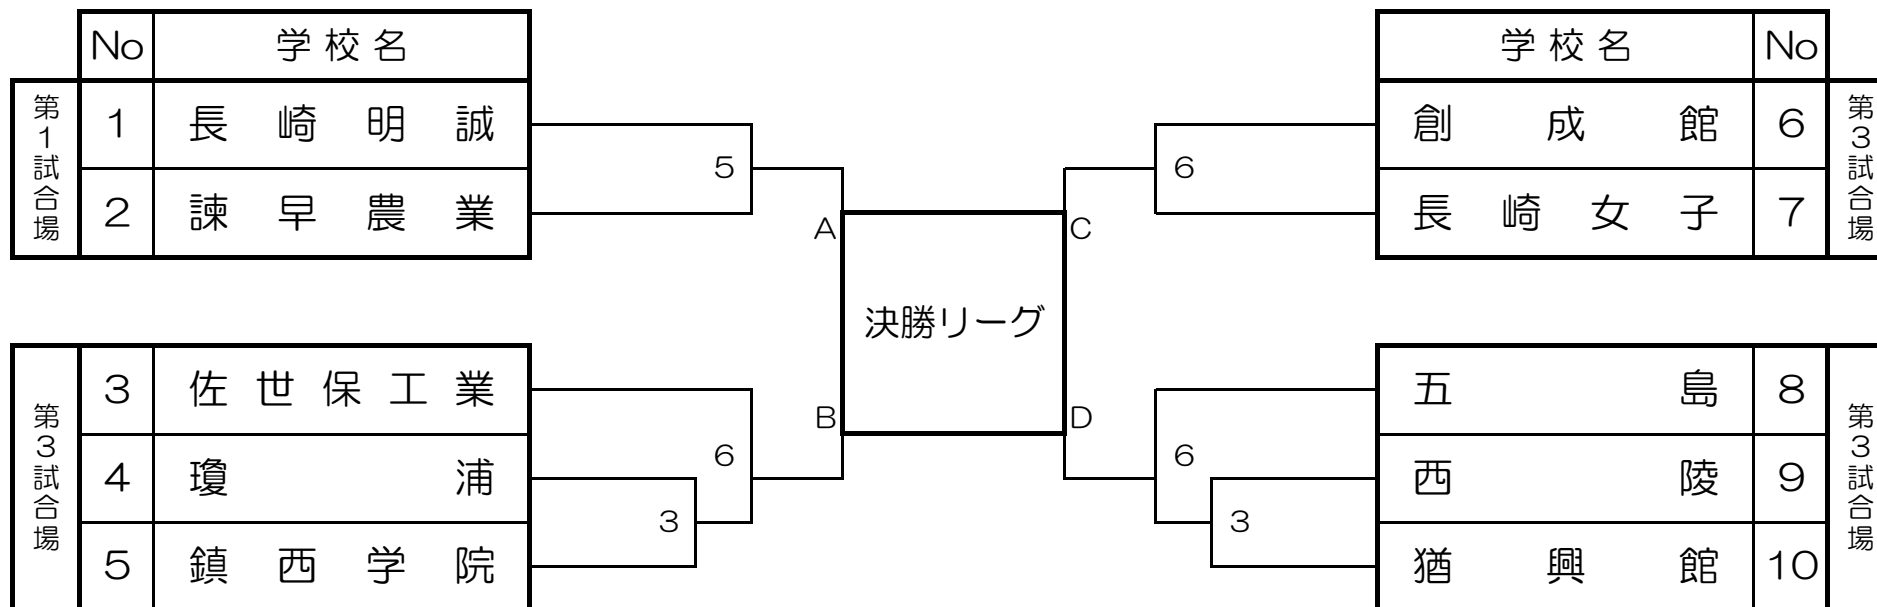 No 学校名
第1試合場
1 長崎明誠
2 諫早農業
5
第3試合場
3 佐世保工業
4 瓊浦
5 鎮西学院
6
3
A
B
決勝リーグ
C
D
学校名 No
創成館 6
長崎女子 7
第3試合場
6
五島 8
西陵 9
猶興館 10
第3試合場
6
3